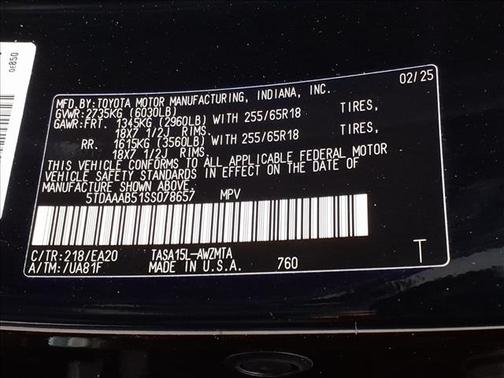 06850
02/25
MFD.BY:TOYOTA MOTOR MANUFACTURING, INDIANA, INC.
GVWR:2735KG (6030LB)
GAWR:FRT. 1345KG (2960LB) WITH 255/65R18 TIRES,
18X7 1/2J RIMS.
RR. 1615KG (3560LB) WITH 255/65R18 TIRES,
18X7 1/2J RIMS.
THIS VEHICLE CONFORMS TO ALL APPLICABLE FEDERAL MOTOR
VEHICLE SAFETY STANDARDS IN EFFECT ON THE DATE OF
MANUFACTURE SHOWN ABOVE.
5TDAAAB51SS078657 MPV
C/TR:218/EA20 TASA15L-AWZMTA
A/TM:/UA81F MADE IN U.S.A. 760 T